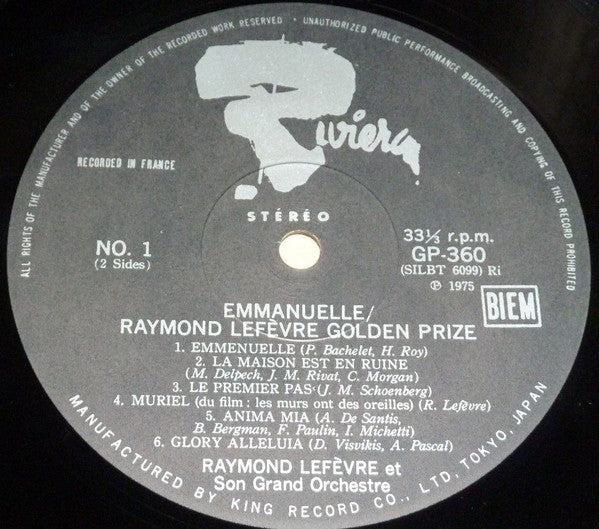 ALL RIGHTS OF THE MANUFACTURER AND OF THE OWNER OF THE RECORDED WORK RESERVED • UNAUTHORIZED PUBLIC PERFORMANCE BROADCASTING AND COPYING OF THIS RECORD PROHIBITED
Riviera
RECORDED IN FRANCE
STÉRÉO
NO. 1
(2 Sides)
33⅓ r.p.m.
GP-360
(SILBT 6099) Ri
℗ 1975
BIEM
EMMANUELLE/
RAYMOND LEFÈVRE GOLDEN PRIZE
1. EMMENUELLE (P. Bachelet, H. Roy)
2. LA MAISON EST EN RUINE
(M. Delpech, J. M. Rivat, C. Morgan)
3. LE PREMIER PAS (J. M. Schoenberg)
4. MURIEL (du film : les murs ont des oreilles) (R. Lefèvre)
5. ANIMA MIA (A. De Santis,
B. Bergman, F. Paulin, I. Michetti)
6. GLORY ALLELUIA (D. Visvikis, A. Pascal)
RAYMOND LEFÈVRE et
Son Grand Orchestre
MANUFACTURED BY KING RECORD CO., LTD, TOKYO, JAPAN